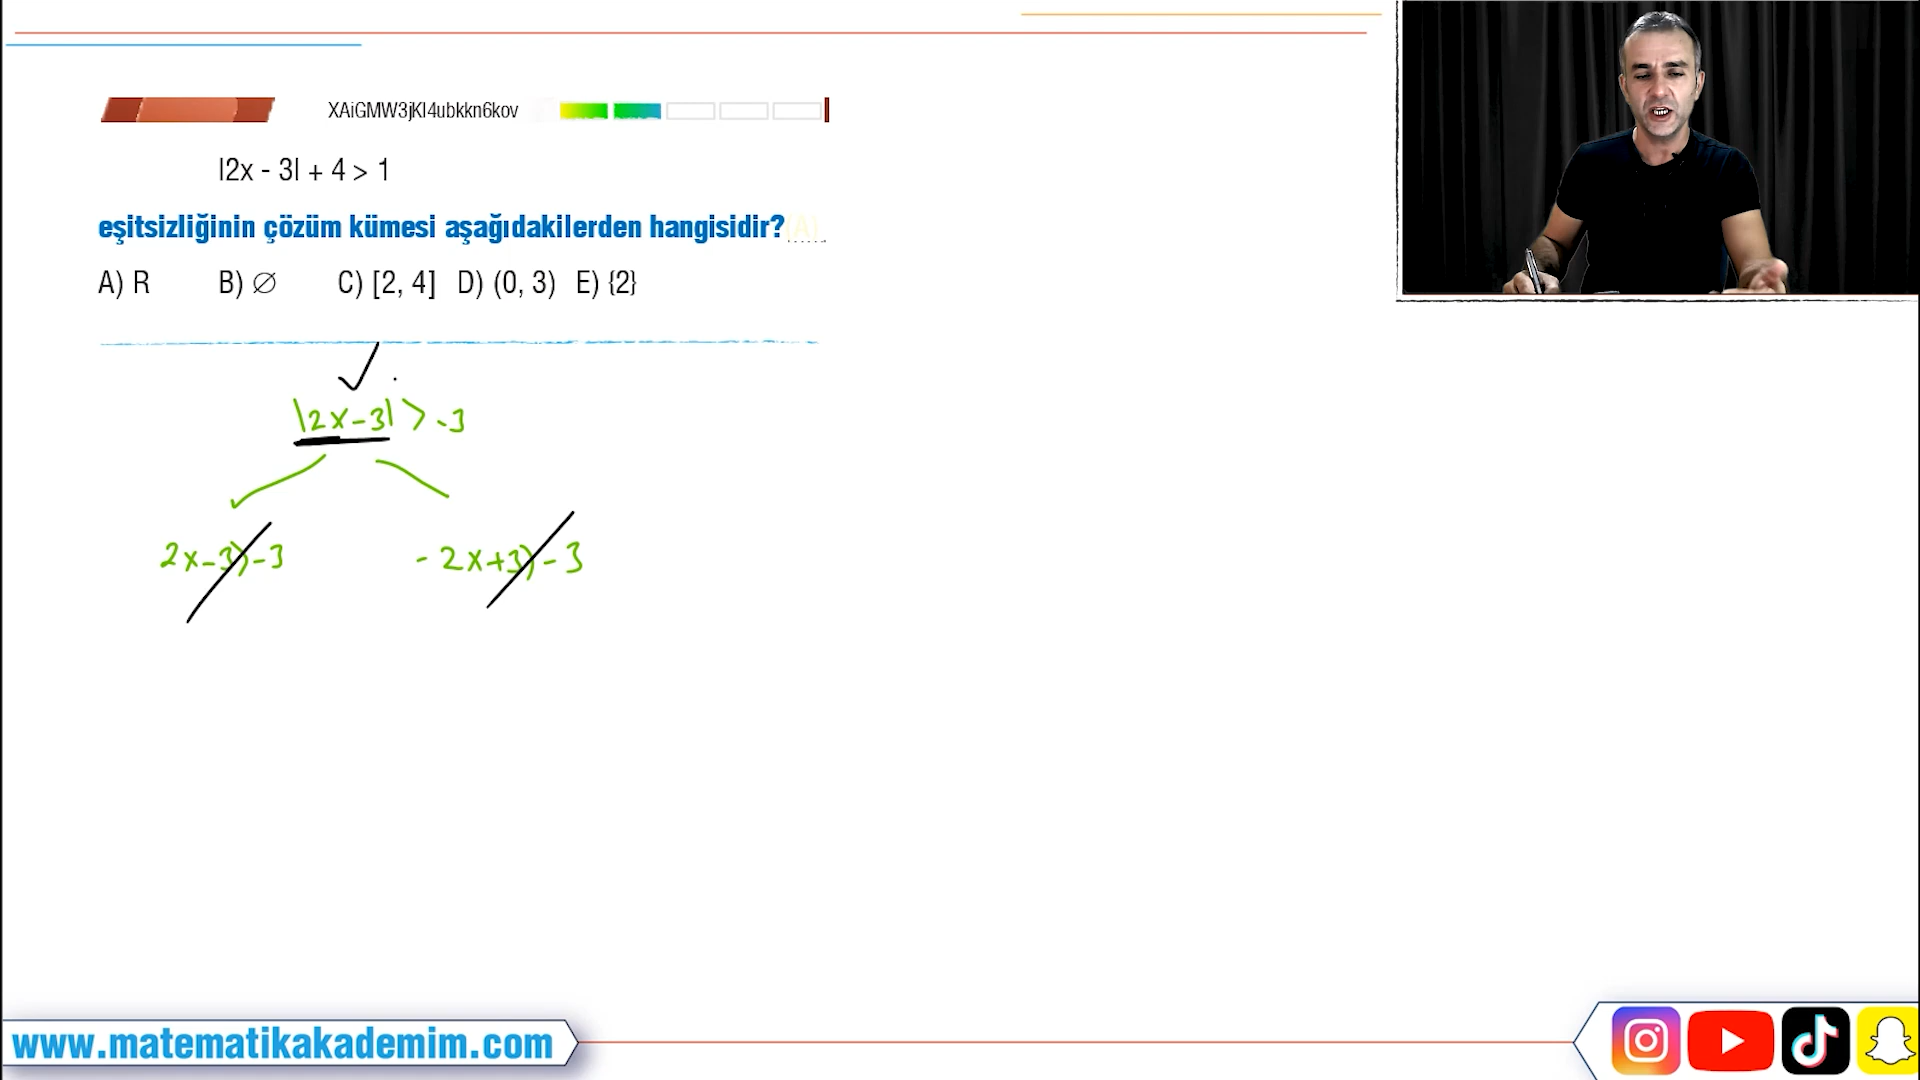 XAiGMW3jKI4ubkkn6kov
|2x - 3| + 4 > 1
eşitsizliğinin çözüm kümesi aşağıdakilerden hangisidir? (A)
A) R B) ∅ C) [2, 4] D) (0, 3) E) {2}
|2x-3| > -3
2x-3>-3 -2x+3>-3
www.matematikakademim.com